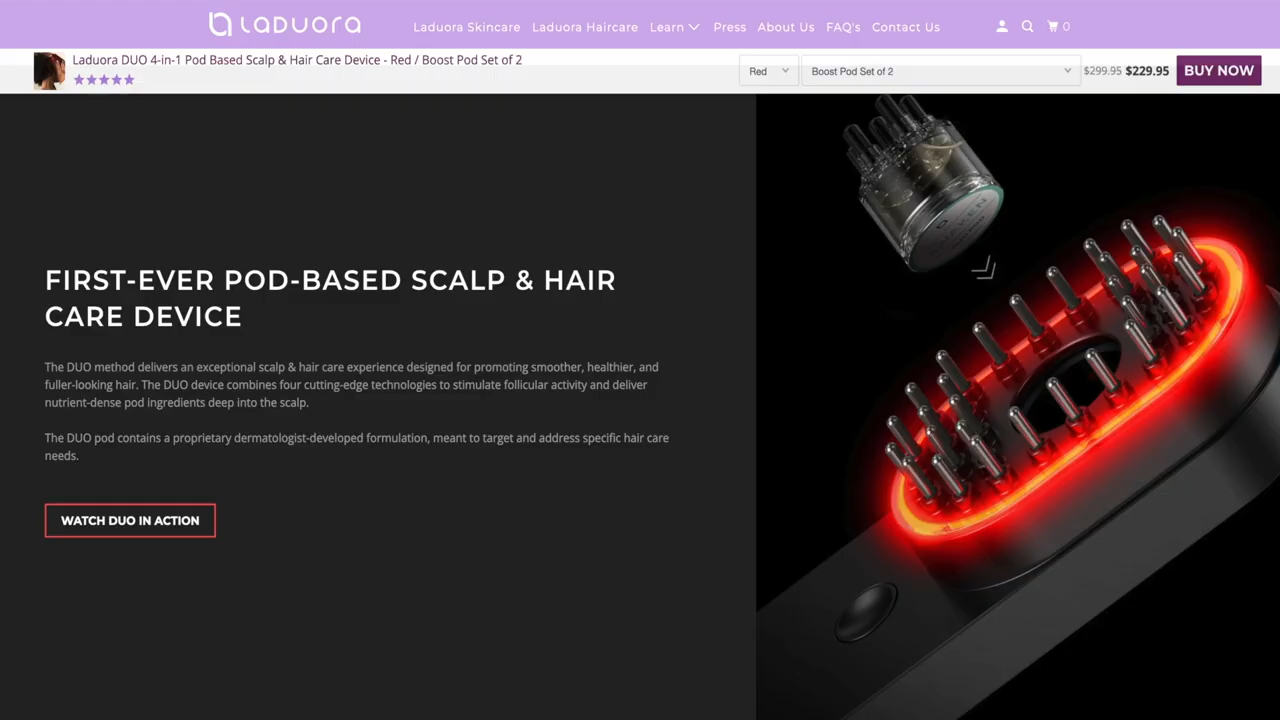 LaDUORa
Laduora Skincare Laduora Haircare Learn Press About Us FAQ's Contact Us 0
Laduora DUO 4-in-1 Pod Based Scalp & Hair Care Device - Red / Boost Pod Set of 2
Red Boost Pod Set of 2 $299.95 $229.95 BUY NOW
FIRST-EVER POD-BASED SCALP & HAIR
CARE DEVICE
The DUO method delivers an exceptional scalp & hair care experience designed for promoting smoother, healthier, and
fuller-looking hair. The DUO device combines four cutting-edge technologies to stimulate follicular activity and deliver
nutrient-dense pod ingredients deep into the scalp.
The DUO pod contains a proprietary dermatologist-developed formulation, meant to target and address specific hair care
needs.
WATCH DUO IN ACTION